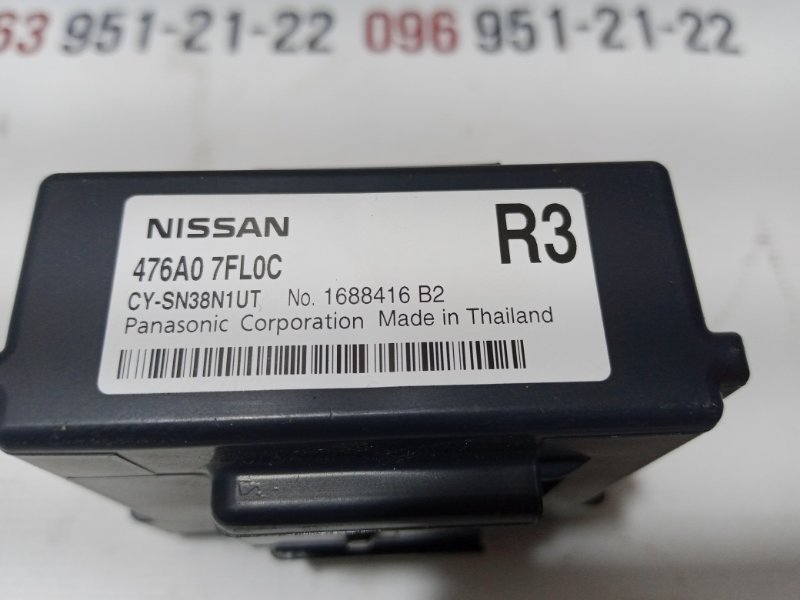 63 951-21-22 096 951-21-22
NISSAN
R3
476A0 7FL0C
CY-SN38N1UT No. 1688416 B2
Panasonic Corporation Made in Thailand